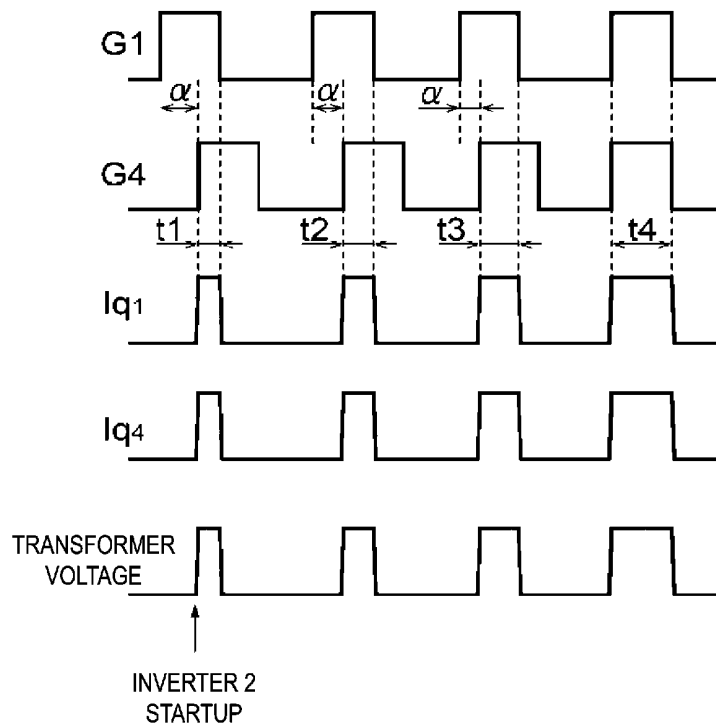 G1
α α α
G4
t1 t2 t3 t4
Iq1
Iq4
TRANSFORMER
VOLTAGE
INVERTER 2
STARTUP